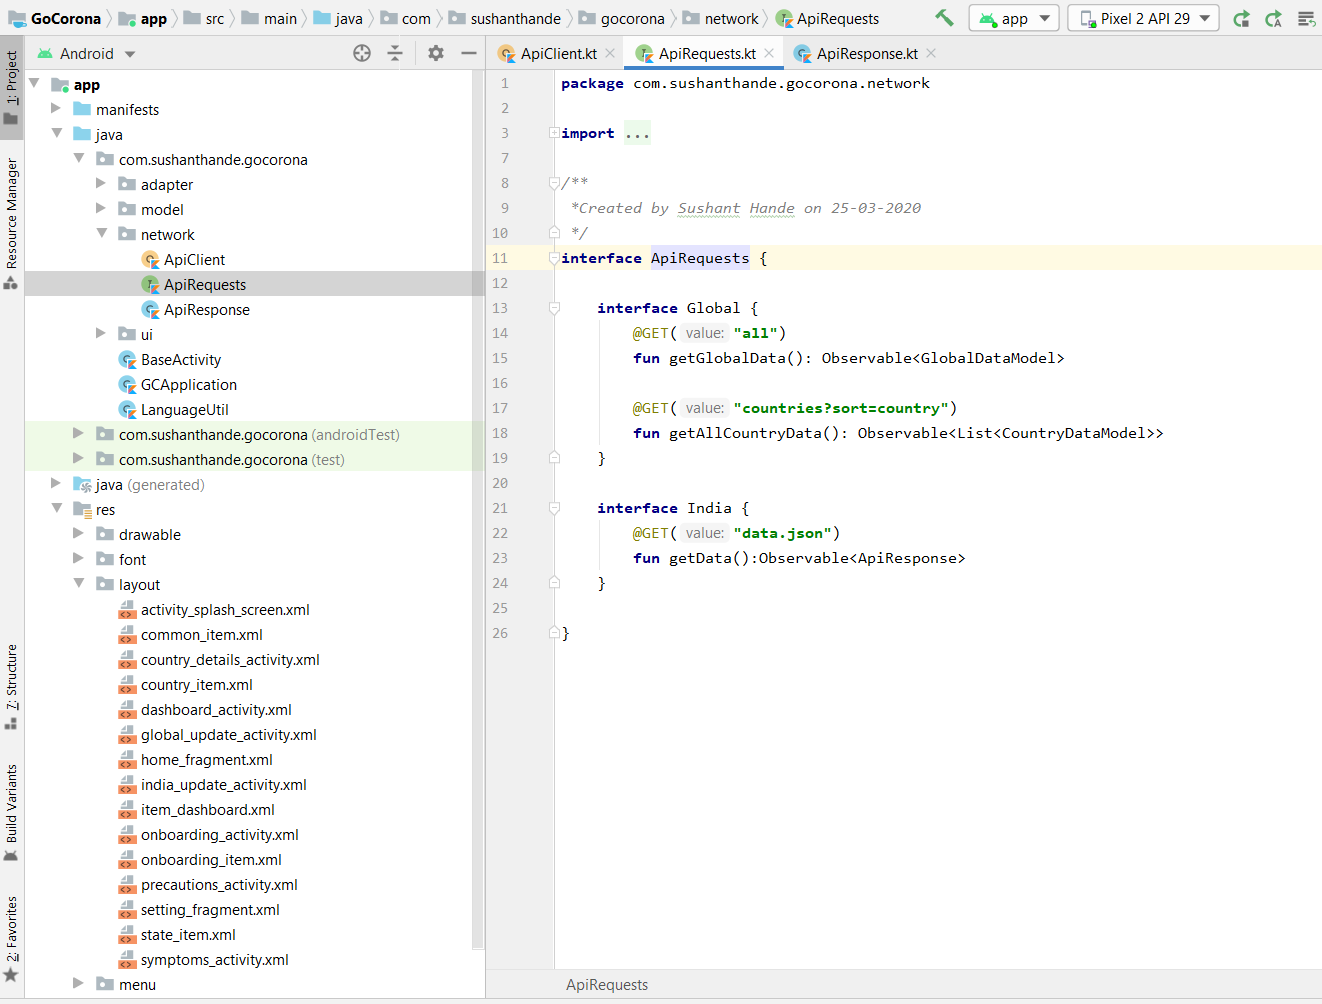 GoCorona app src main java com sushanthande gocorona network ApiRequests app Pixel 2 API 29
Android
1: Project
Resource Manager
7: Structure
Build Variants
2: Favorites
app
manifests
java
com.sushanthande.gocorona
adapter
model
network
ApiClient
ApiRequests
ApiResponse
ui
BaseActivity
GCApplication
LanguageUtil
com.sushanthande.gocorona (androidTest)
com.sushanthande.gocorona (test)
java (generated)
res
drawable
font
layout
activity_splash_screen.xml
common_item.xml
country_details_activity.xml
country_item.xml
dashboard_activity.xml
global_update_activity.xml
home_fragment.xml
india_update_activity.xml
item_dashboard.xml
onboarding_activity.xml
onboarding_item.xml
precautions_activity.xml
setting_fragment.xml
state_item.xml
symptoms_activity.xml
menu
ApiClient.kt ApiRequests.kt ApiResponse.kt
1 package com.sushanthande.gocorona.network
2
3 import ...
7
8 /**
9 *Created by Sushant Hande on 25-03-2020
10 */
11 interface ApiRequests {
12
13 interface Global {
14 @GET( value: "all")
15 fun getGlobalData(): Observable<GlobalDataModel>
16
17 @GET( value: "countries?sort=country")
18 fun getAllCountryData(): Observable<List<CountryDataModel>>
19 }
20
21 interface India {
22 @GET( value: "data.json")
23 fun getData():Observable<ApiResponse>
24 }
25
26 }
ApiRequests